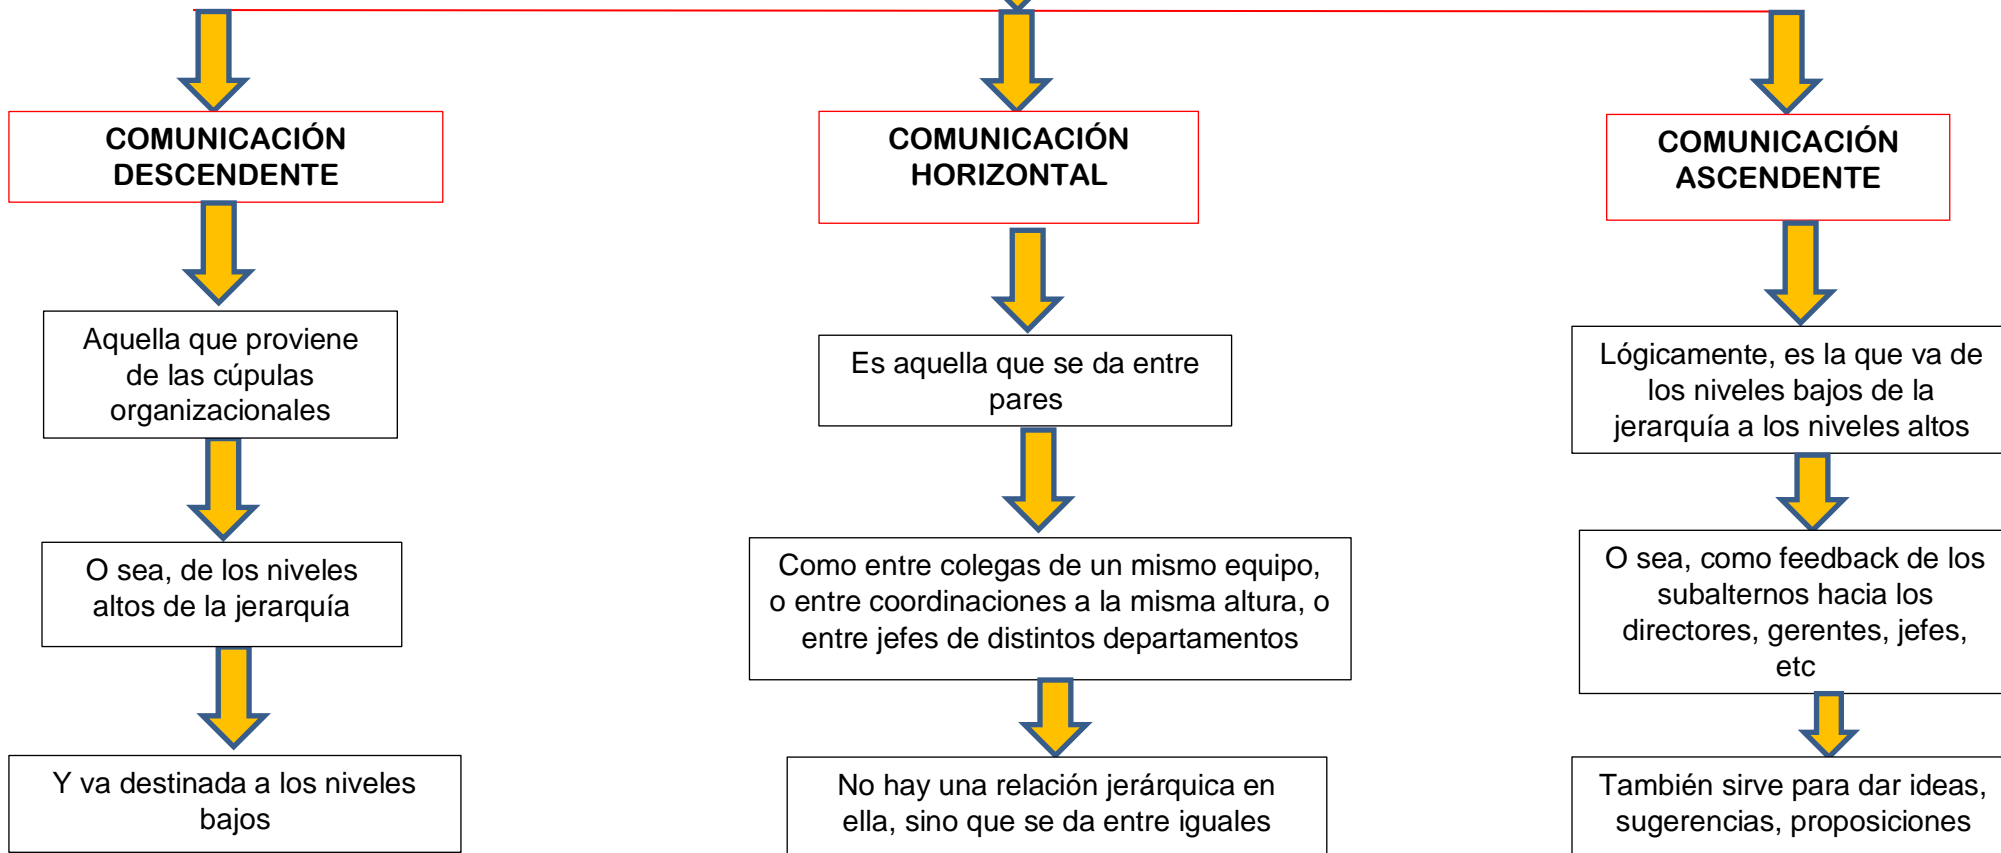 COMUNICACIÓN
DESCENDENTE
Aquella que proviene
de las cúpulas
organizacionales
O sea, de los niveles
altos de la jerarquía
Y va destinada a los niveles
bajos
COMUNICACIÓN
HORIZONTAL
Es aquella que se da entre
pares
Como entre colegas de un mismo equipo,
o entre coordinaciones a la misma altura, o
entre jefes de distintos departamentos
No hay una relación jerárquica en
ella, sino que se da entre iguales
COMUNICACIÓN
ASCENDENTE
Lógicamente, es la que va de
los niveles bajos de la
jerarquía a los niveles altos
O sea, como feedback de los
subalternos hacia los
directores, gerentes, jefes,
etc
También sirve para dar ideas,
sugerencias, proposiciones